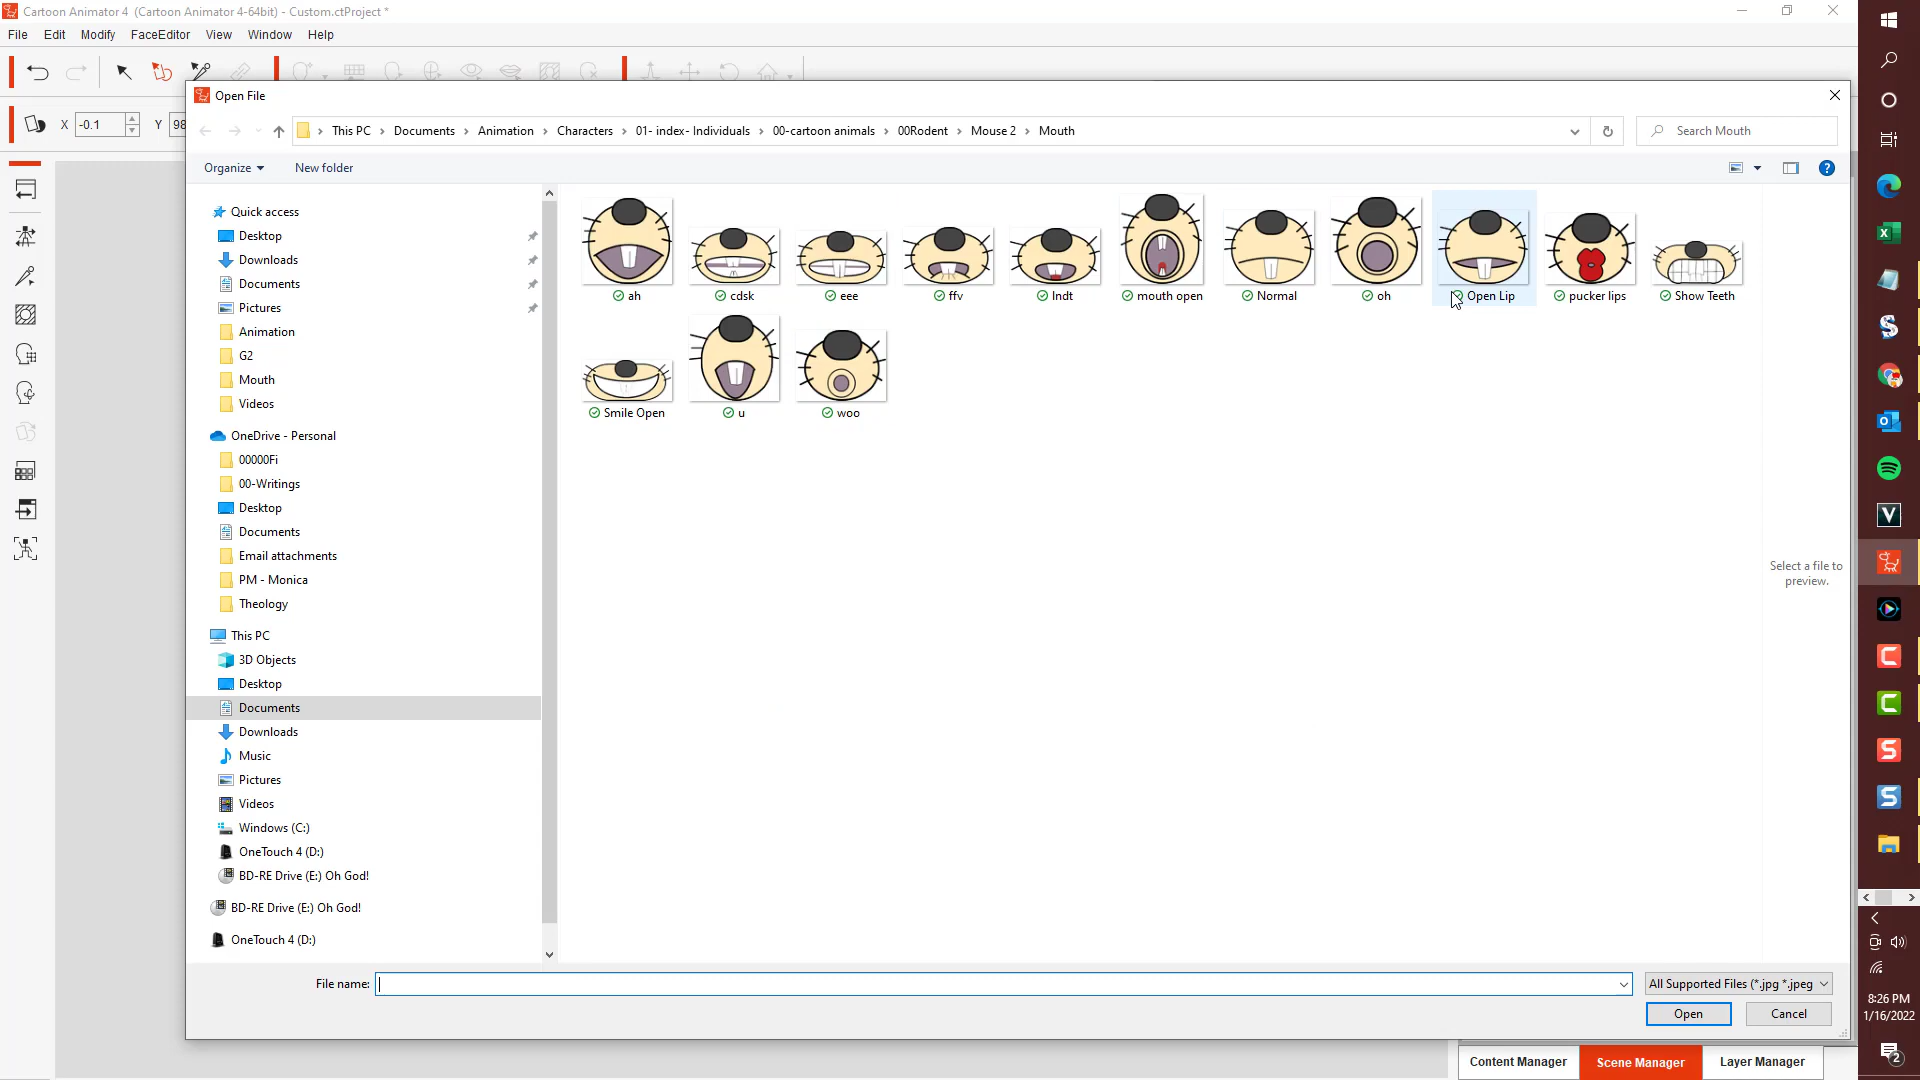 Cartoon Animator 4  (Cartoon Animator 4-64bit) - Custom.ctProject *
File Edit Modify FaceEditor View Window Help
X -0.1 Y 98
Open File
This PC > Documents > Animation > Characters > 01- index- Individuals > 00-cartoon animals > 00Rodent > Mouse 2 > Mouth
Search Mouth
Organize New folder
Quick access
Desktop
Downloads
Documents
Pictures
Animation
G2
Mouth
Videos
OneDrive - Personal
00000Fi
00-Writings
Desktop
Documents
Email attachments
PM - Monica
Theology
This PC
3D Objects
Desktop
Documents
Downloads
Music
Pictures
Videos
Windows (C:)
OneTouch 4 (D:)
BD-RE Drive (E:) Oh God!
BD-RE Drive (E:) Oh God!
OneTouch 4 (D:)
ah cdsk eee ffv lndt mouth open Normal oh Open Lip pucker lips Show Teeth
Smile Open u woo
Select a file to
preview.
File name:
All Supported Files (*.jpg *.jpeg
Open Cancel
Content Manager Scene Manager Layer Manager
8:26 PM
1/16/2022
2